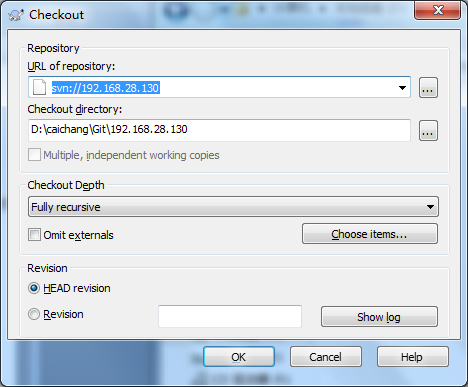 Checkout
Repository
URL of repository:
svn://192.168.28.130
...
Checkout directory:
D:\caichang\Git\192.168.28.130
...
Multiple, independent working copies
Checkout Depth
Fully recursive
Omit externals
Choose items...
Revision
HEAD revision
Revision
Show log
OK
Cancel
Help